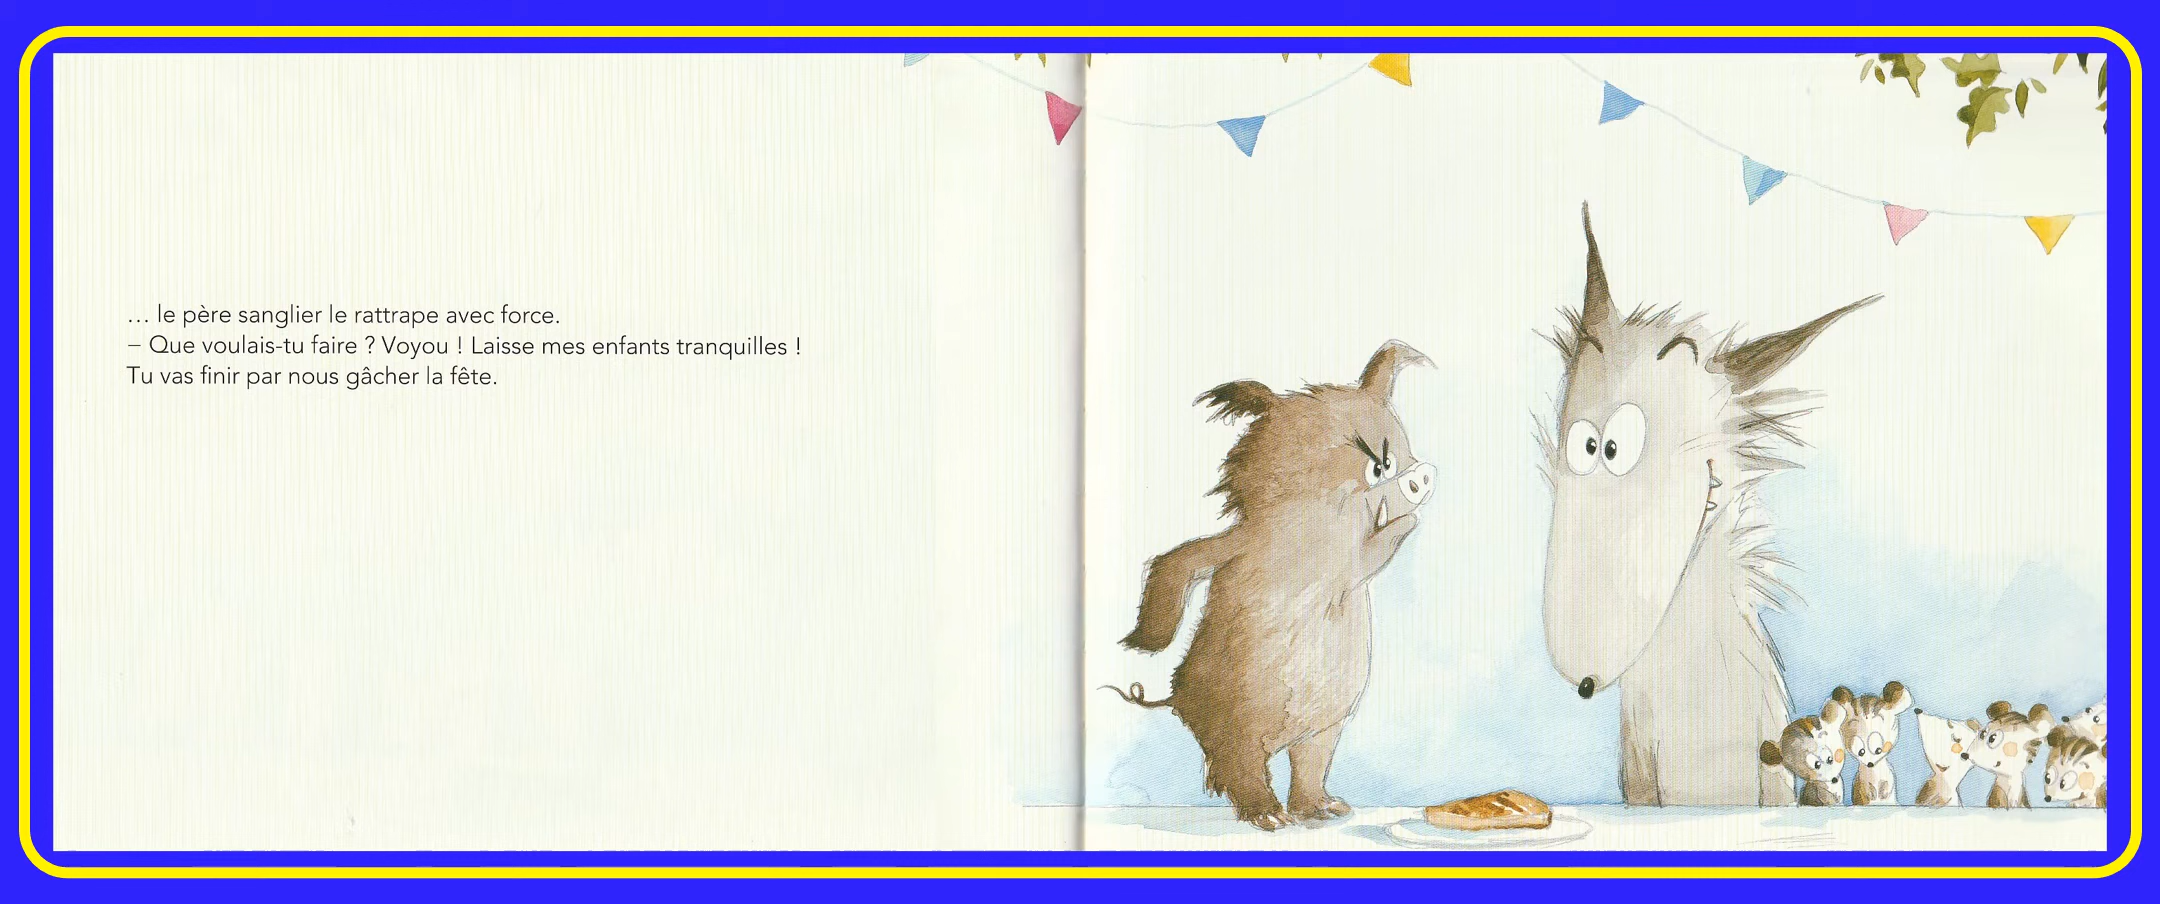 … le père sanglier le rattrape avec force.
– Que voulais-tu faire ? Voyou ! Laisse mes enfants tranquilles !
Tu vas finir par nous gâcher la fête.